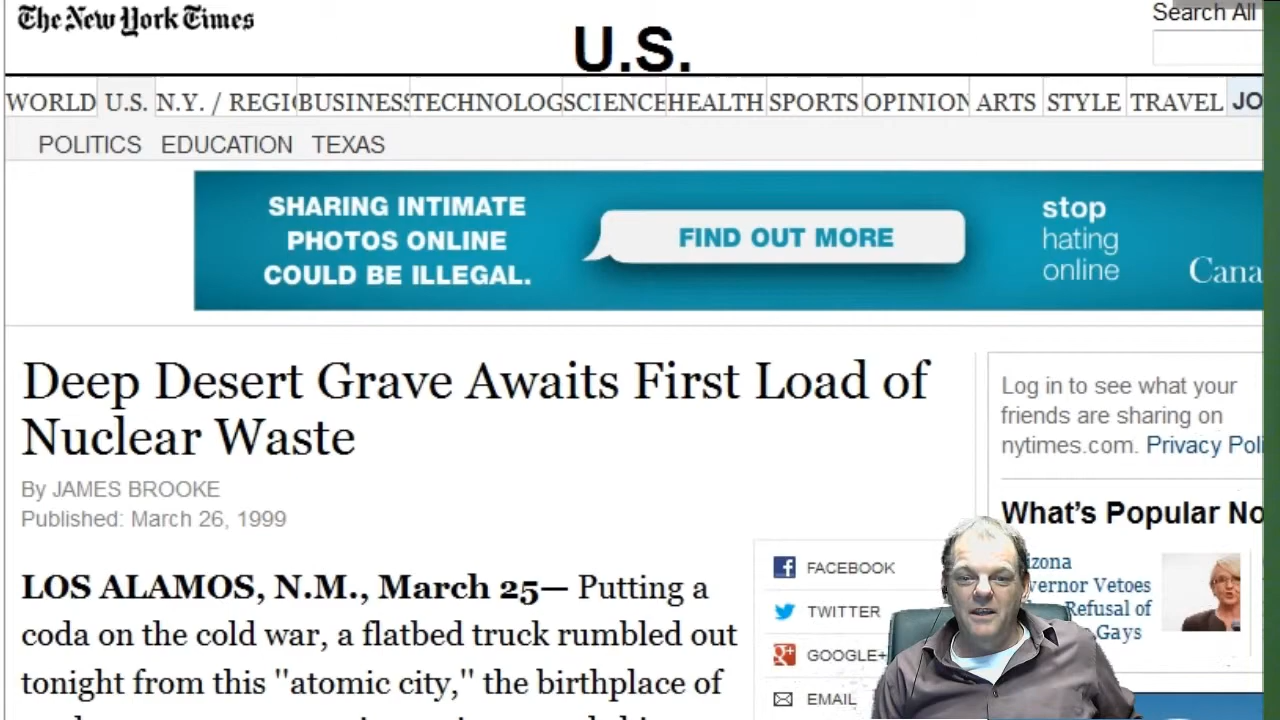 The New York Times
U.S.
Search All
WORLD U.S. N.Y. / REGI BUSINESS TECHNOLOG SCIENCE HEALTH SPORTS OPINION ARTS STYLE TRAVEL JO
POLITICS EDUCATION TEXAS
SHARING INTIMATE
PHOTOS ONLINE
COULD BE ILLEGAL.
FIND OUT MORE
stop
hating
online
Cana
Deep Desert Grave Awaits First Load of
Nuclear Waste
By JAMES BROOKE
Published: March 26, 1999
LOS ALAMOS, N.M., March 25— Putting a
coda on the cold war, a flatbed truck rumbled out
tonight from this "atomic city," the birthplace of
FACEBOOK
TWITTER
GOOGLE+
EMAIL
Log in to see what your
friends are sharing on
nytimes.com. Privacy Poli
What's Popular No
izona
vernor Vetoes
Refusal of
Gays